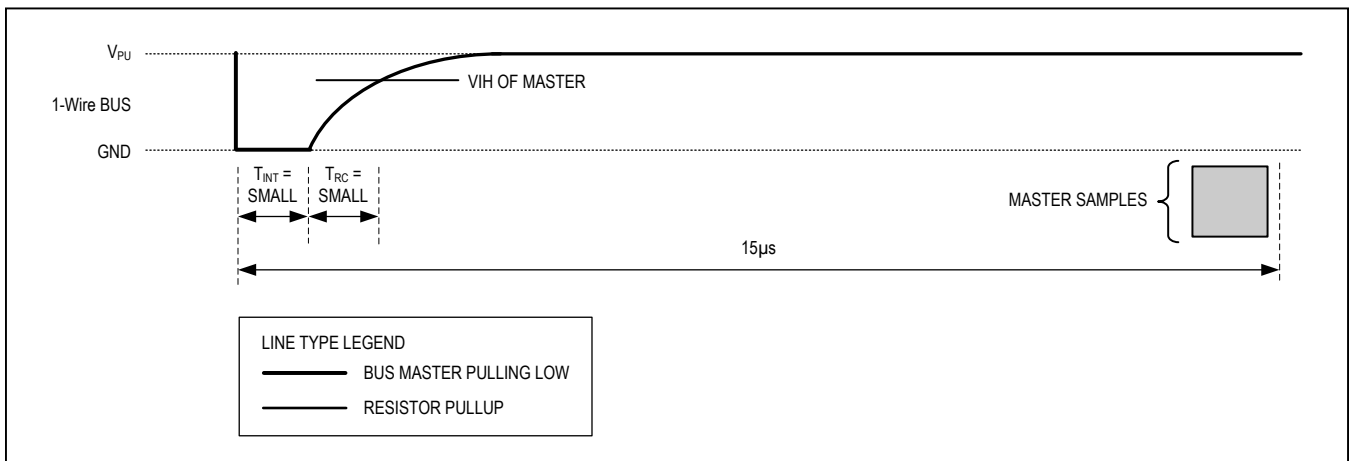 VPU
VIH OF MASTER
1-Wire BUS
GND
TINT =
SMALL
TRC =
SMALL
MASTER SAMPLES
15µs
LINE TYPE LEGEND
BUS MASTER PULLING LOW
RESISTOR PULLUP